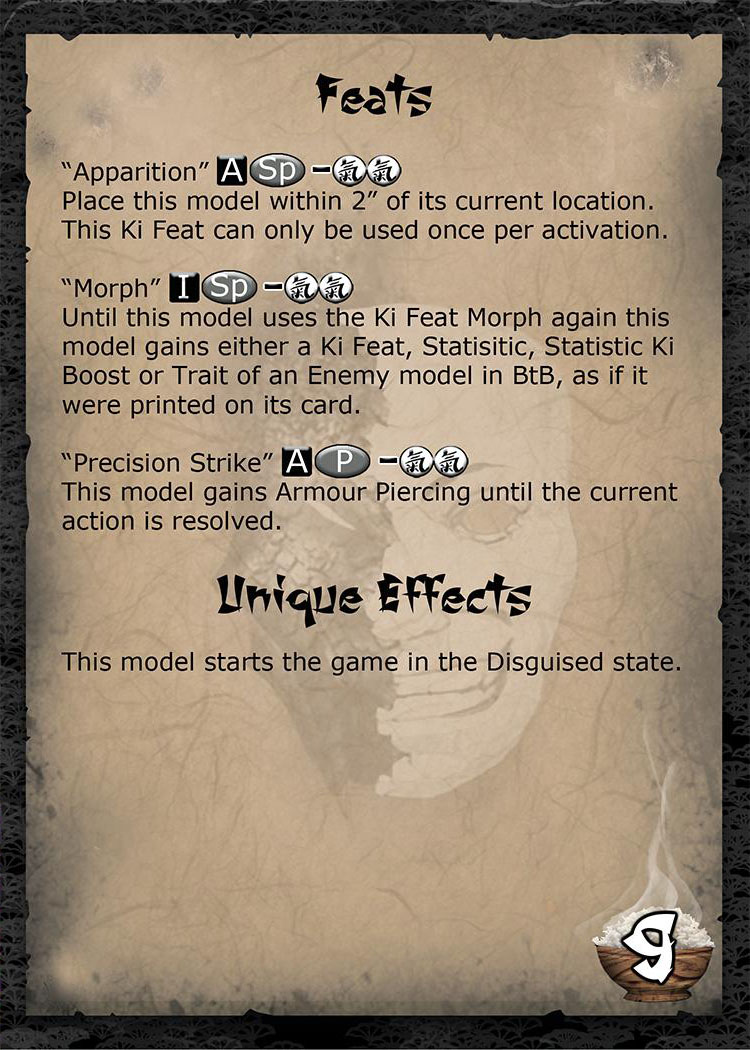 Feats
“Apparition” A Sp -氣氣
Place this model within 2” of its current location.
This Ki Feat can only be used once per activation.
“Morph” I Sp -氣氣
Until this model uses the Ki Feat Morph again this
model gains either a Ki Feat, Statisitic, Statistic Ki
Boost or Trait of an Enemy model in BtB, as if it
were printed on its card.
“Precision Strike” A P -氣氣
This model gains Armour Piercing until the current
action is resolved.
Unique Effects
This model starts the game in the Disguised state.
9